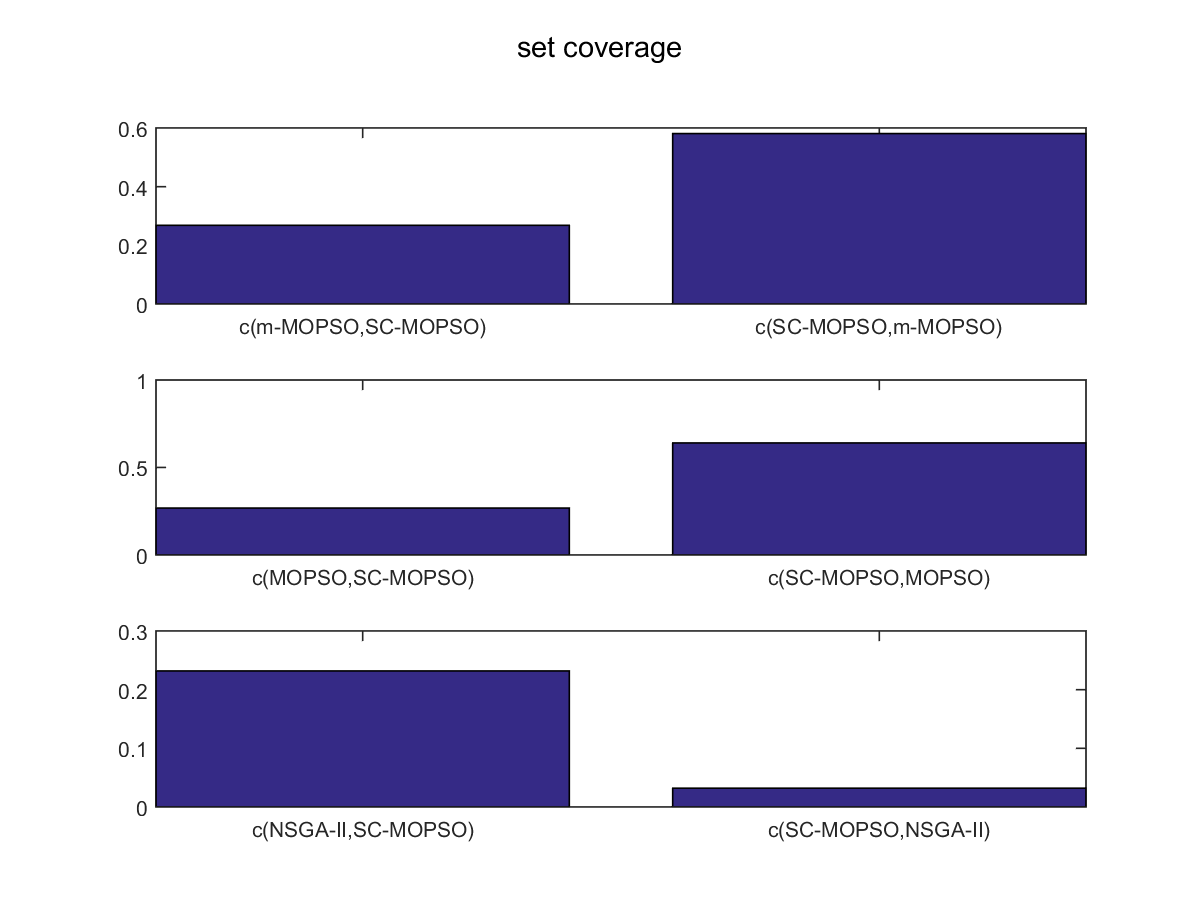 set coverage
0.6
0.4
0.2
0
c(m-MOPSO,SC-MOPSO) c(SC-MOPSO,m-MOPSO)
1
0.5
0
c(MOPSO,SC-MOPSO) c(SC-MOPSO,MOPSO)
0.3
0.2
0.1
0
c(NSGA-II,SC-MOPSO) c(SC-MOPSO,NSGA-II)